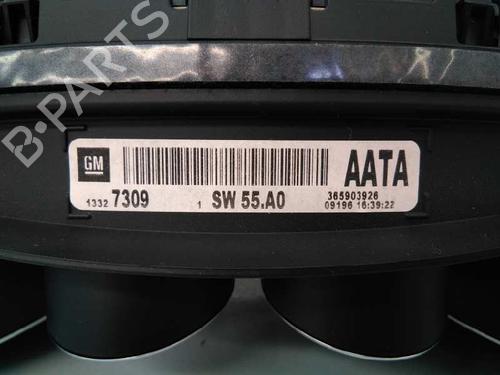 B-PARTS
GM
AATA
1332 7309 1 SW 55.A0 365903926
09196 16:39:22